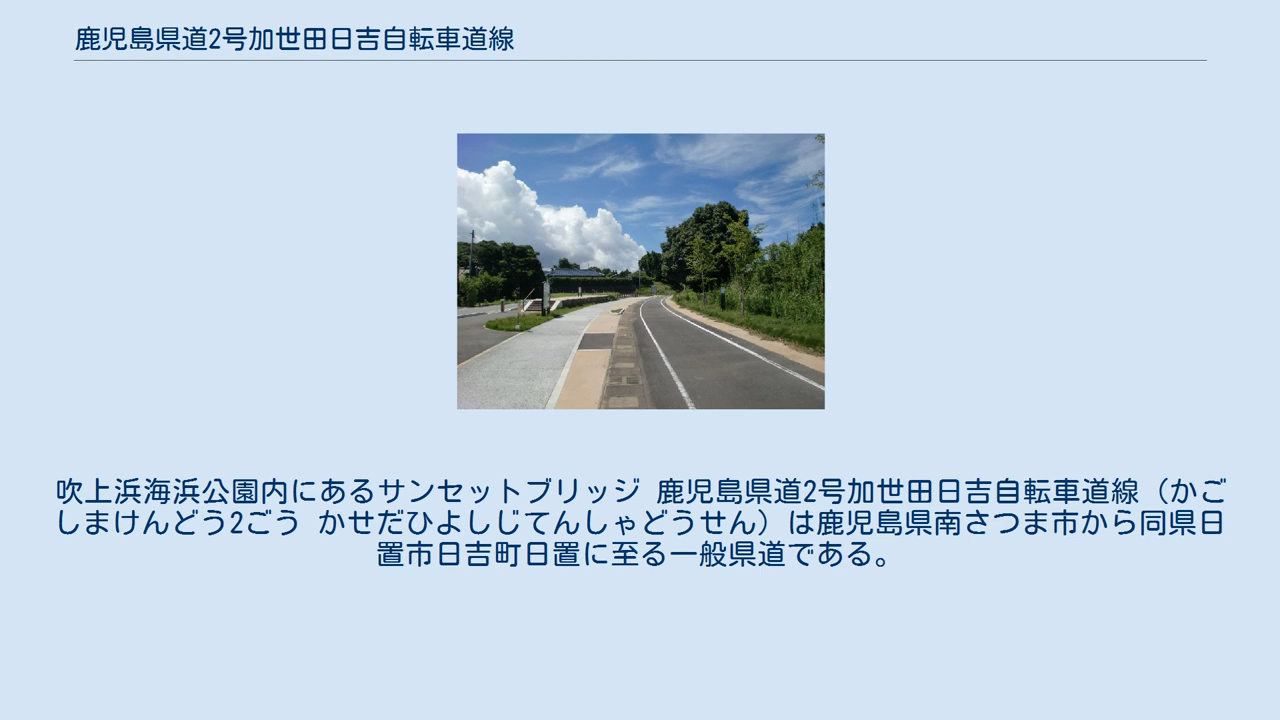 鹿児島県道2号加世田日吉自転車道線
吹上浜海浜公園内にあるサンセットブリッジ 鹿児島県道2号加世田日吉自転車道線（かご
しまけんどう2ごう かせだひよしじてんしゃどうせん）は鹿児島県南さつま市から同県日
置市日吉町日置に至る一般県道である。